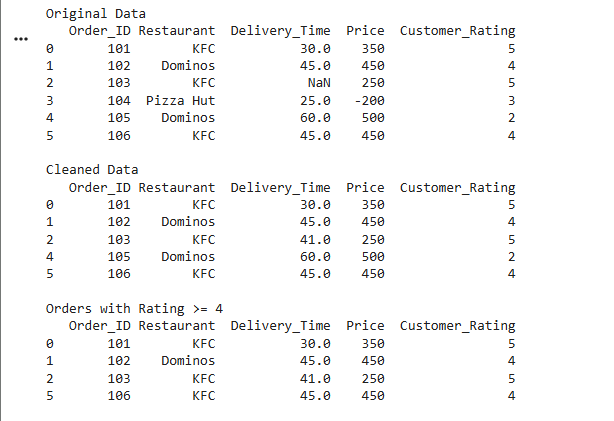 Original Data
Order_ID Restaurant Delivery_Time Price Customer_Rating
0 101 KFC 30.0 350 5
1 102 Dominos 45.0 450 4
2 103 KFC NaN 250 5
3 104 Pizza Hut 25.0 -200 3
4 105 Dominos 60.0 500 2
5 106 KFC 45.0 450 4
Cleaned Data
Order_ID Restaurant Delivery_Time Price Customer_Rating
0 101 KFC 30.0 350 5
1 102 Dominos 45.0 450 4
2 103 KFC 41.0 250 5
4 105 Dominos 60.0 500 2
5 106 KFC 45.0 450 4
Orders with Rating >= 4
Order_ID Restaurant Delivery_Time Price Customer_Rating
0 101 KFC 30.0 350 5
1 102 Dominos 45.0 450 4
2 103 KFC 41.0 250 5
5 106 KFC 45.0 450 4